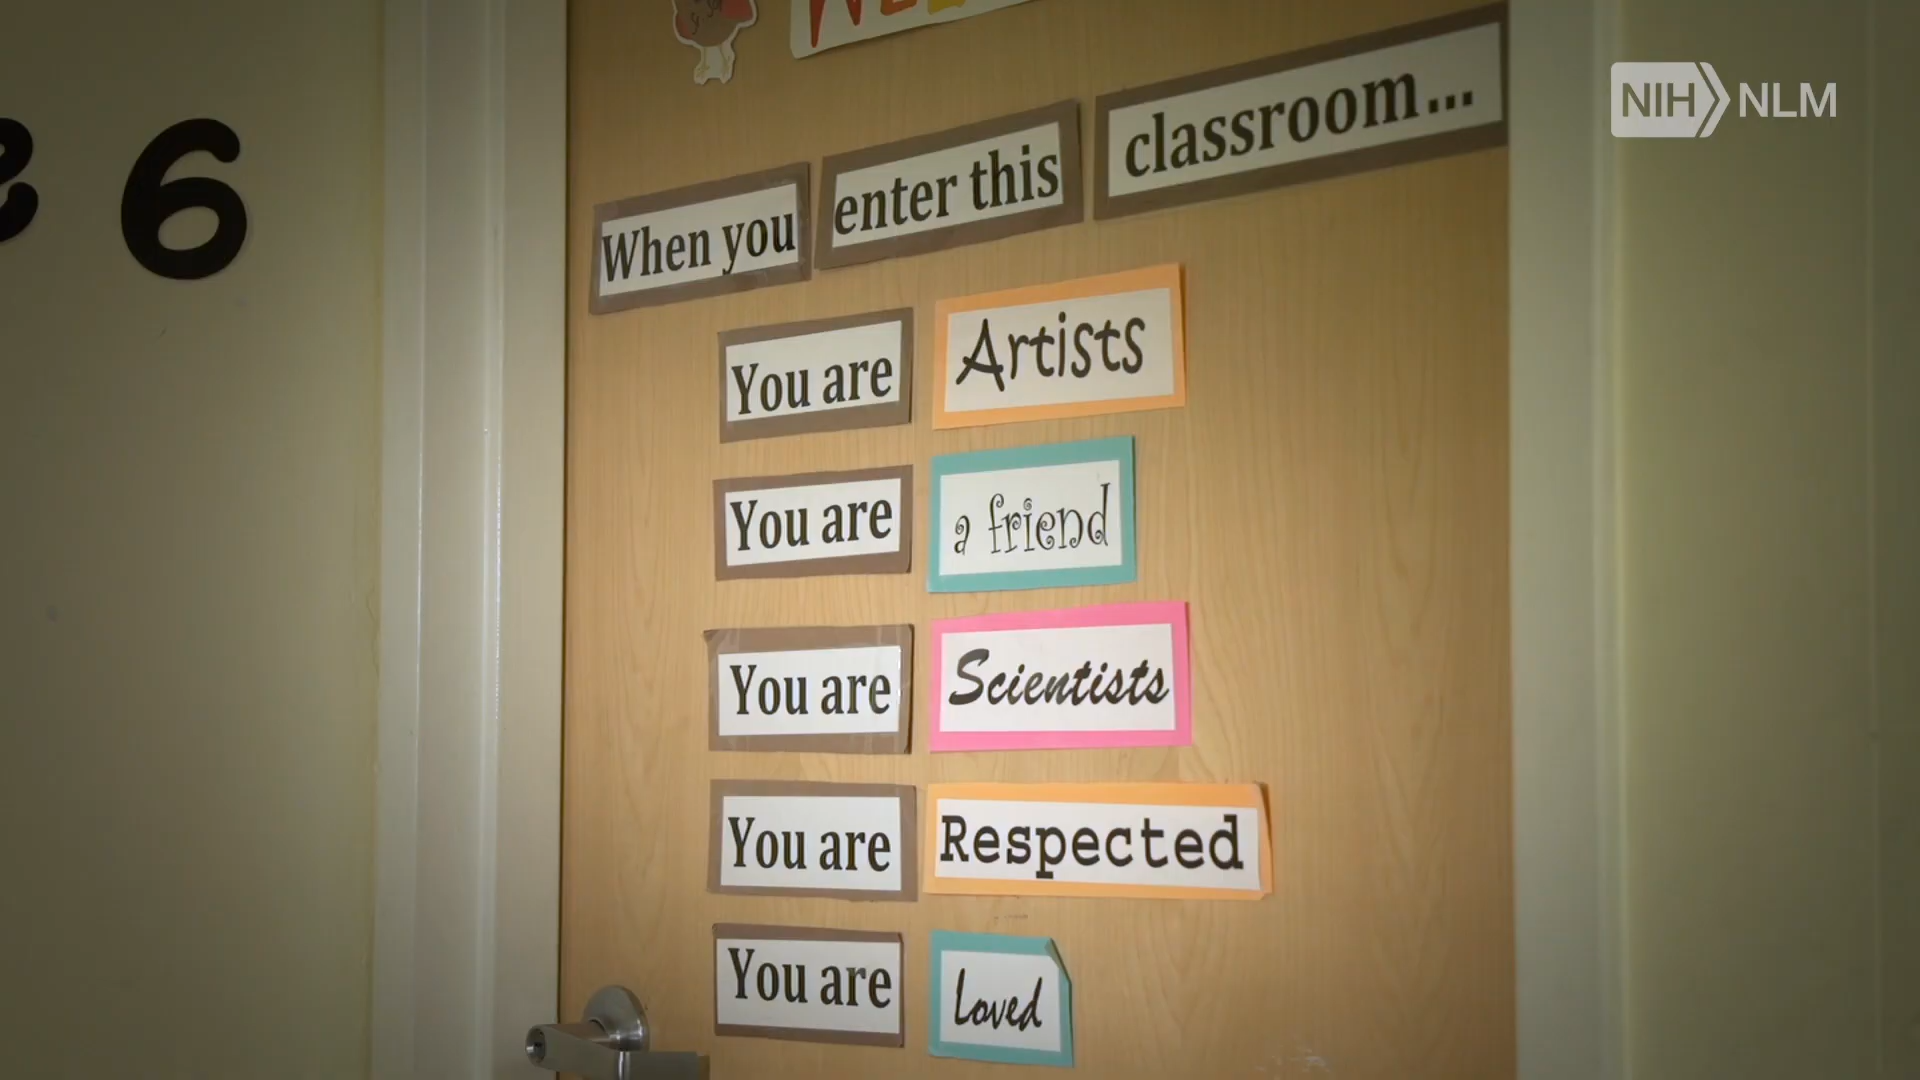 NIH NLM
When you enter this classroom...
6
You are Artists
You are a friend
You are Scientists
You are Respected
You are Loved